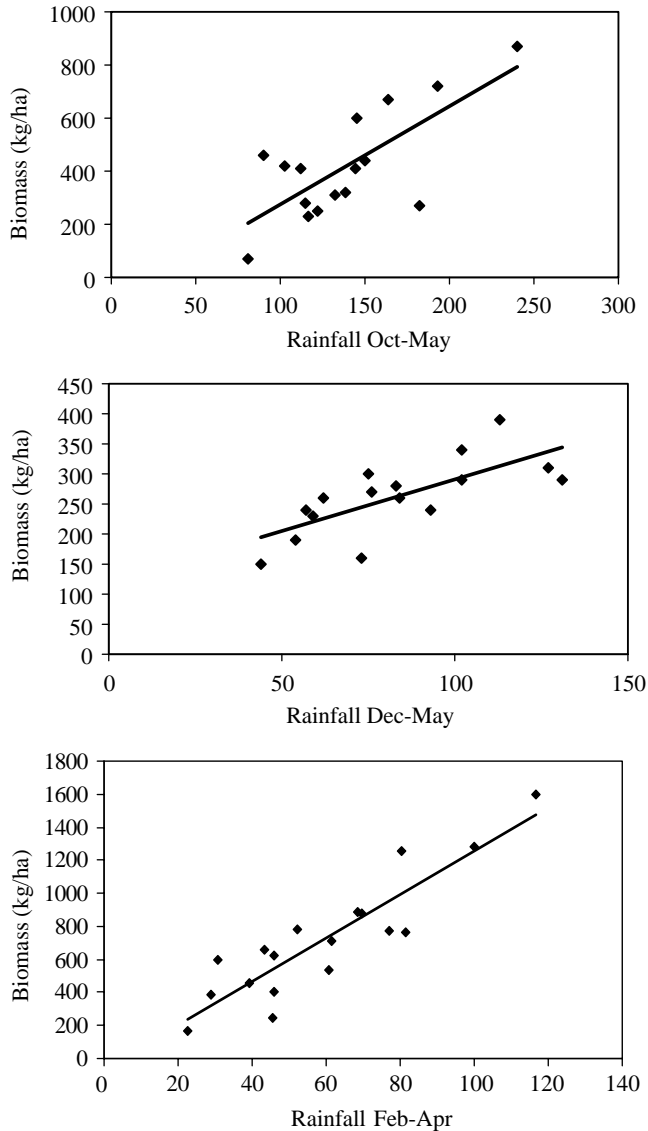 1000
800
600
400
200
0
Biomass (kg/ha)
0 50 100 150 200 250 300
Rainfall Oct-May
450
400
350
300
250
200
150
100
50
0
Biomass (kg/ha)
0 50 100 150
Rainfall Dec-May
1800
1600
1400
1200
1000
800
600
400
200
0
Biomass (kg/ha)
0 20 40 60 80 100 120 140
Rainfall Feb-Apr